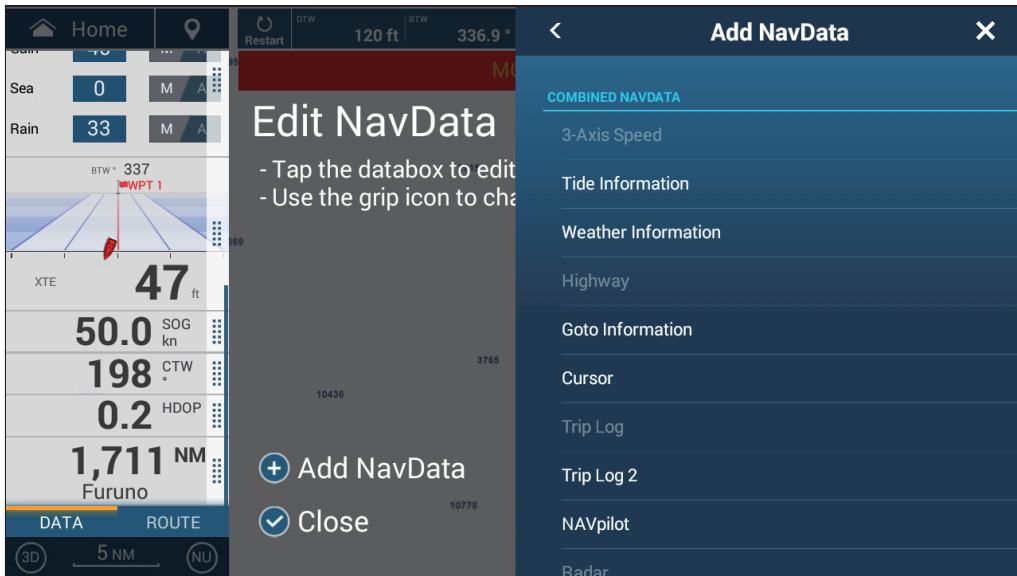 Home
Sea 0 M A
Rain 33 M A
BTW ° 337
WPT 1
XTE 47 ft
50.0 SOG kn
198 CTW °
0.2 HDOP
1,711 NM
Furuno
DATA ROUTE
3D 5 NM NU
Restart
DTW 120 ft
BTW 336.9 °
Edit NavData
- Tap the databox to edit
- Use the grip icon to cha
3765
10436
Add NavData
10778
Close
Add NavData
COMBINED NAVDATA
3-Axis Speed
Tide Information
Weather Information
Highway
Goto Information
Cursor
Trip Log
Trip Log 2
NAVpilot
Radar